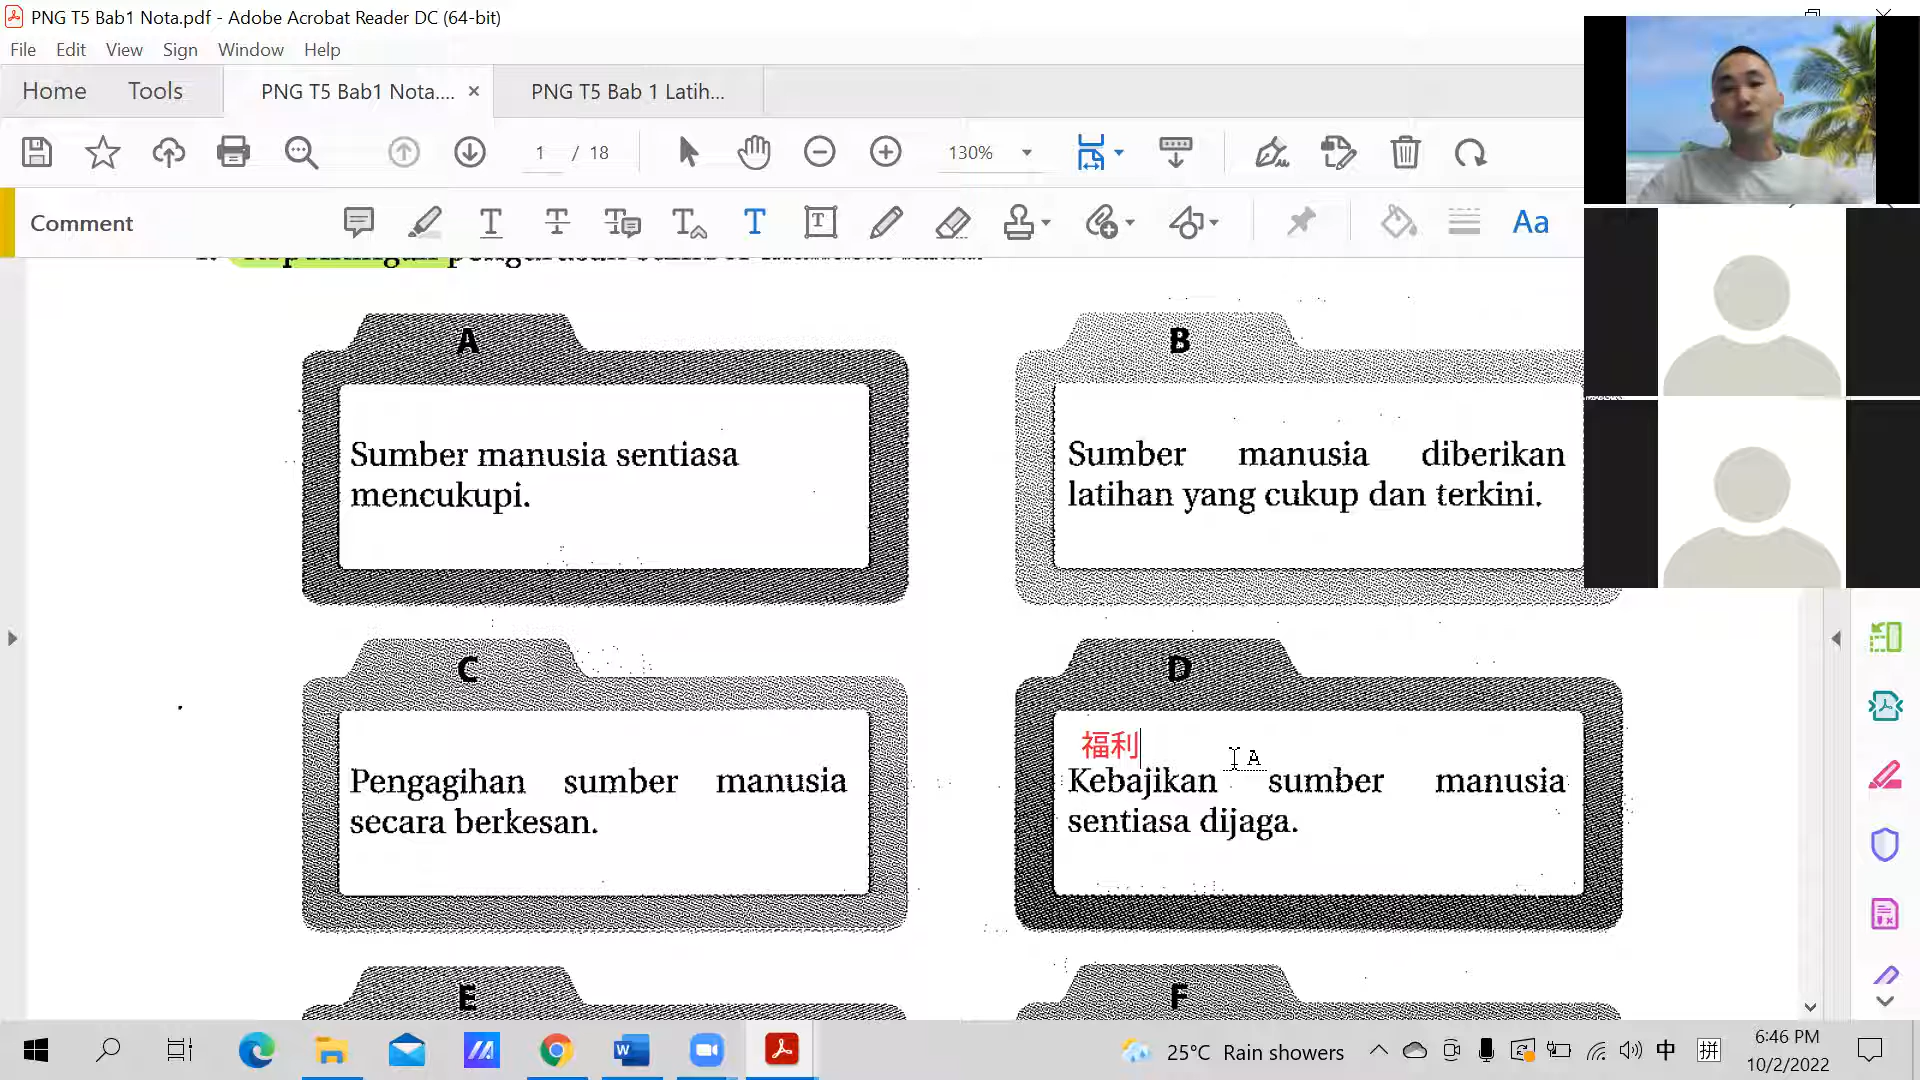 PNG T5 Bab1 Nota.pdf - Adobe Acrobat Reader DC (64-bit)
File Edit View Sign Window Help
Home Tools PNG T5 Bab1 Nota.... × PNG T5 Bab 1 Latih...
1 / 18 130%
Comment
Aa
A
Sumber manusia sentiasa
mencukupi.
B
Sumber manusia diberikan
latihan yang cukup dan terkini.
C
Pengagihan sumber manusia
secara berkesan.
D
福利
Kebajikan sumber manusia
sentiasa dijaga.
E
F
25°C Rain showers
中
拼
6:46 PM
10/2/2022